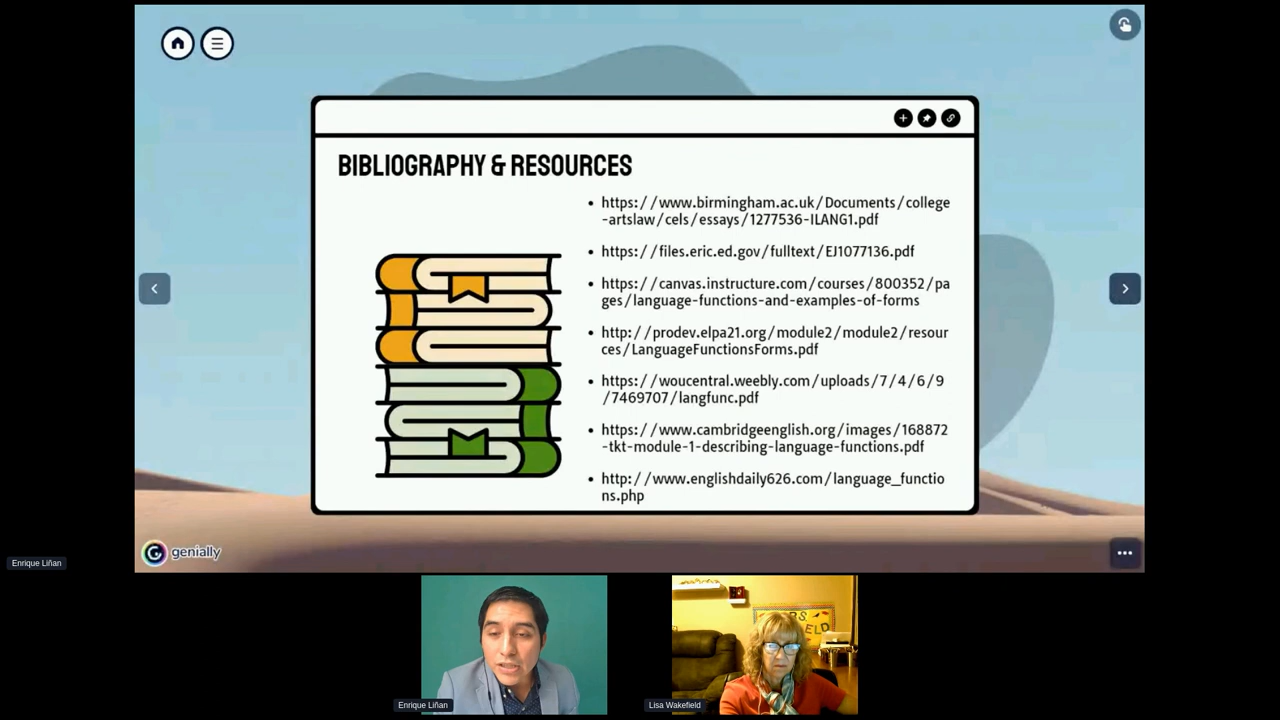 BIBLIOGRAPHY & RESOURCES
• https://www.birmingham.ac.uk/Documents/college
-artslaw/cels/essays/1277536-ILANG1.pdf
• https://files.eric.ed.gov/fulltext/EJ1077136.pdf
• https://canvas.instructure.com/courses/800352/pa
ges/language-functions-and-examples-of-forms
• http://prodev.elpa21.org/module2/module2/resour
ces/LanguageFunctionsForms.pdf
• https://woucentral.weebly.com/uploads/7/4/6/9
/7469707/langfunc.pdf
• https://www.cambridgeenglish.org/images/168872
-tkt-module-1-describing-language-functions.pdf
• http://www.englishdaily626.com/language_functio
ns.php
genially
Enrique Liñan
Enrique Liñan
Lisa Wakefield